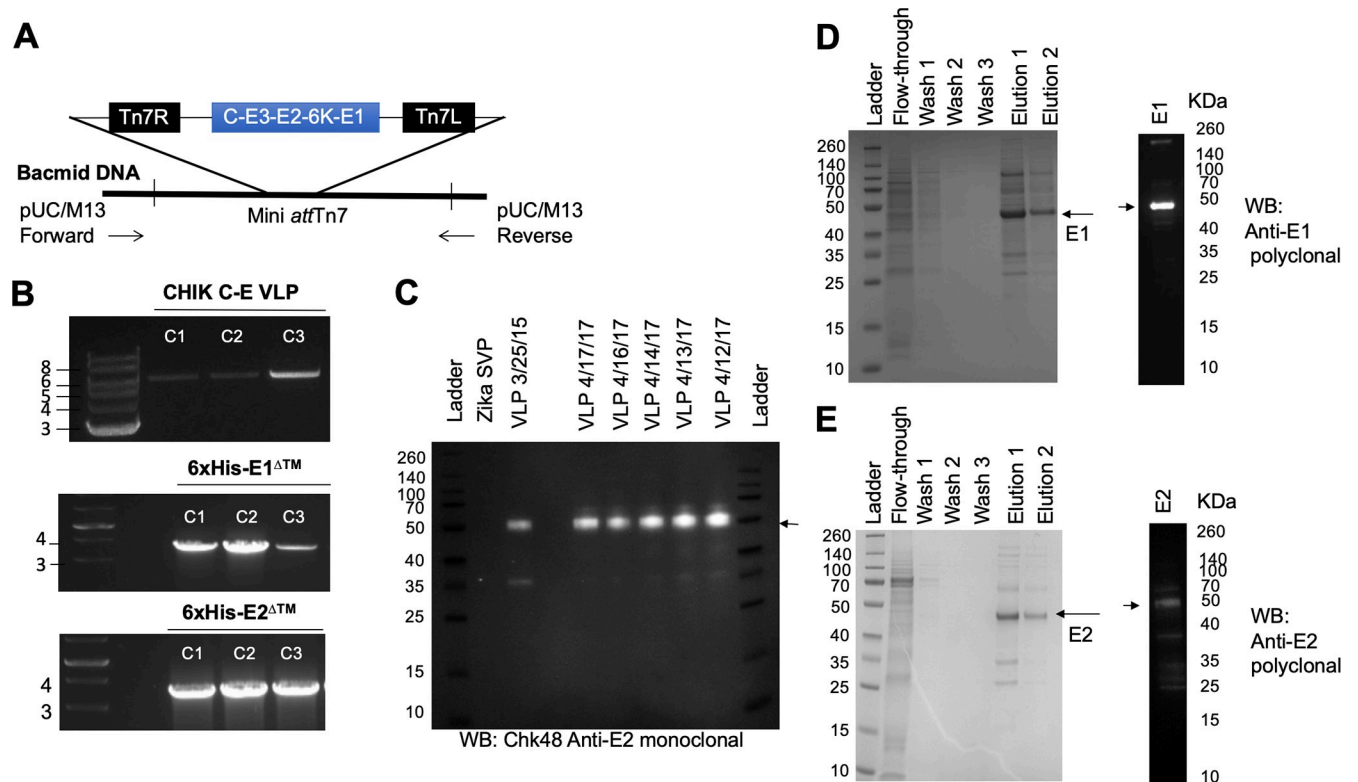 A
Tn7R
C-E3-E2-6K-E1
Tn7L
Bacmid DNA
pUC/M13
Forward
Mini attTn7
pUC/M13
Reverse
B
CHIK C-E VLP
C1
C2
C3
8
6
5
4
3
6xHis-E1ΔTM
C1
C2
C3
4
3
6xHis-E2ΔTM
C1
C2
C3
4
3
C
Ladder
Zika SVP
VLP 3/25/15
VLP 4/17/17
VLP 4/16/17
VLP 4/14/17
VLP 4/13/17
VLP 4/12/17
Ladder
260
140
100
70
50
40
35
25
15
10
WB: Chk48 Anti-E2 monoclonal
D
Ladder
Flow-through
Wash 1
Wash 2
Wash 3
Elution 1
Elution 2
260
140
100
70
50
40
35
25
15
10
E1
E1
KDa
260
140
100
70
50
40
35
25
15
10
WB:
Anti-E1
polyclonal
E
Ladder
Flow-through
Wash 1
Wash 2
Wash 3
Elution 1
Elution 2
260
140
100
70
50
40
35
25
15
10
E2
E2
KDa
260
140
100
70
50
40
35
25
15
10
WB:
Anti-E2
polyclonal